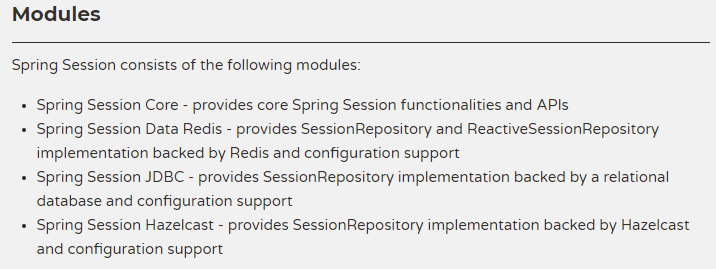 Modules
Spring Session consists of the following modules:
• Spring Session Core - provides core Spring Session functionalities and APIs
• Spring Session Data Redis - provides SessionRepository and ReactiveSessionRepository
implementation backed by Redis and configuration support
• Spring Session JDBC - provides SessionRepository implementation backed by a relational
database and configuration support
• Spring Session Hazelcast - provides SessionRepository implementation backed by Hazelcast
and configuration support